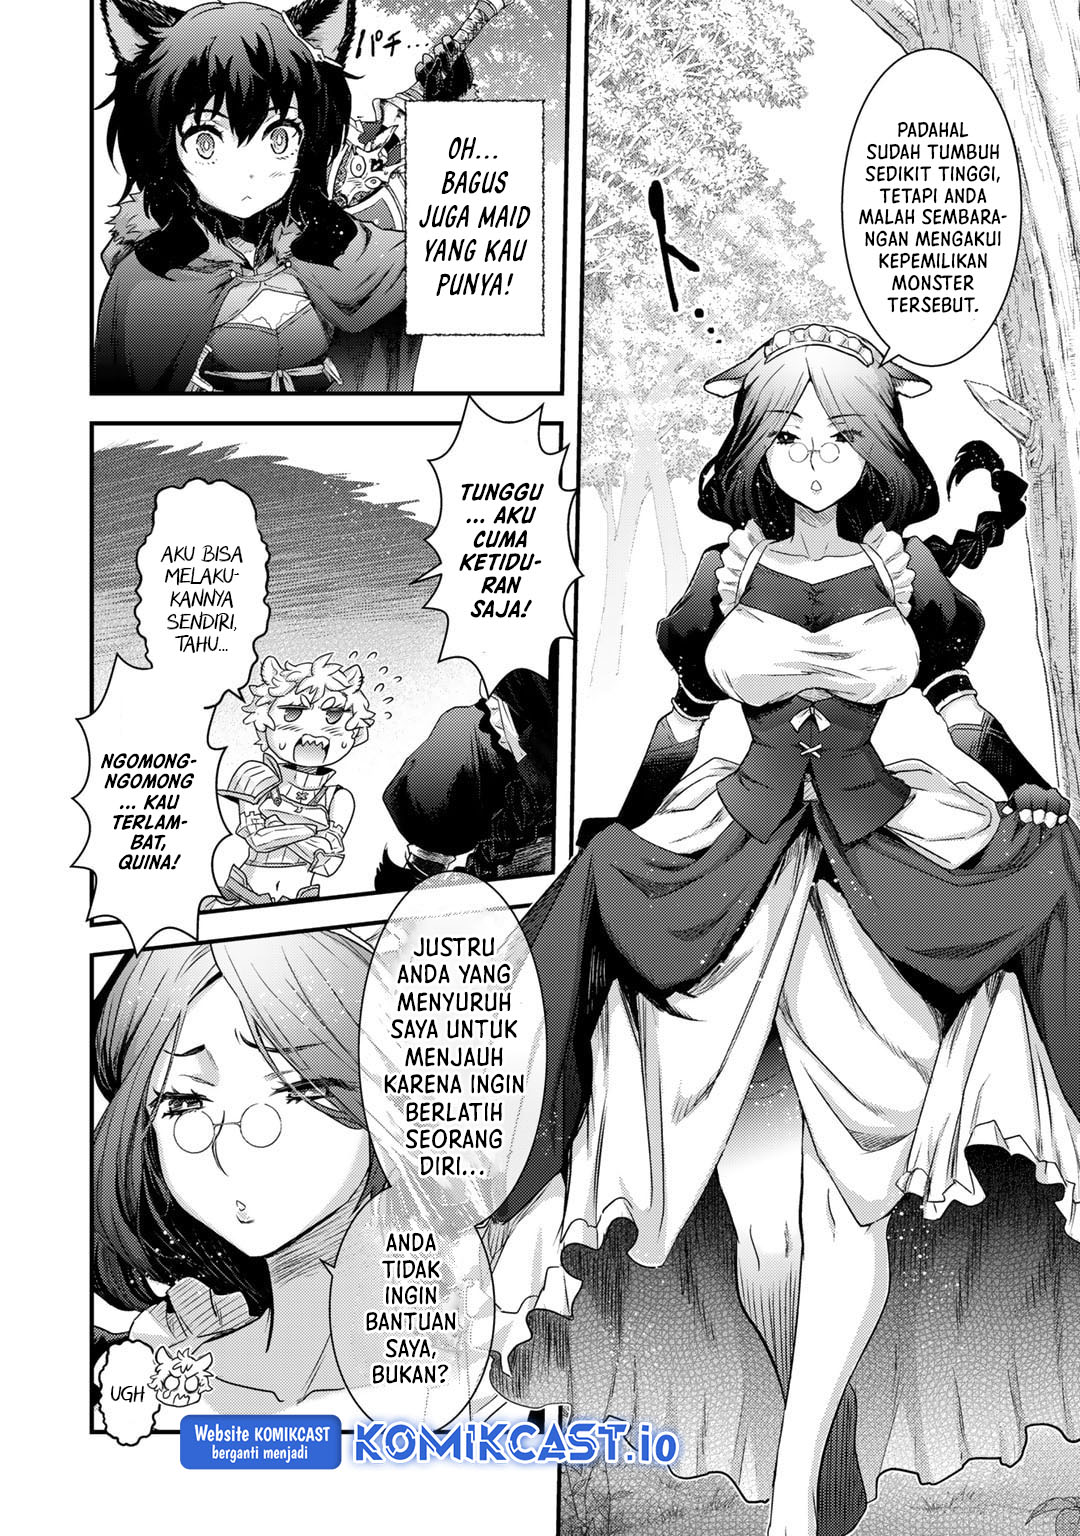 PADAHAL
SUDAH TUMBUH
SEDIKIT TINGGI,
TETAPI ANDA
MALAH SEMBARA-
NGAN MENGAKUI
KEPEMILIKAN
MONSTER
TERSEBUT.
ト...
パチ...
OH...
BAGUS
JUGA MAID
YANG KAU
PUNYA!
TUNGGU
... AKU
CUMA
KETIDU-
RAN
SAJA!
AKU BISA
MELAKU-
KANNYA
SENDIRI,
TAHU...
NGOMONG-
NGOMONG
... KAU
TERLAM-
BAT,
QUINA!
JUSTRU
ANDA YANG
MENYURUH
SAYA UNTUK
MENJAUH
KARENA INGIN
BERLATIH
SEORANG
DIRI...
ANDA
TIDAK
INGIN
BANTUAN
SAYA,
BUKAN?
UGH
Website KOMIKCAST
berganti menjadi
KOMIKCAST.io